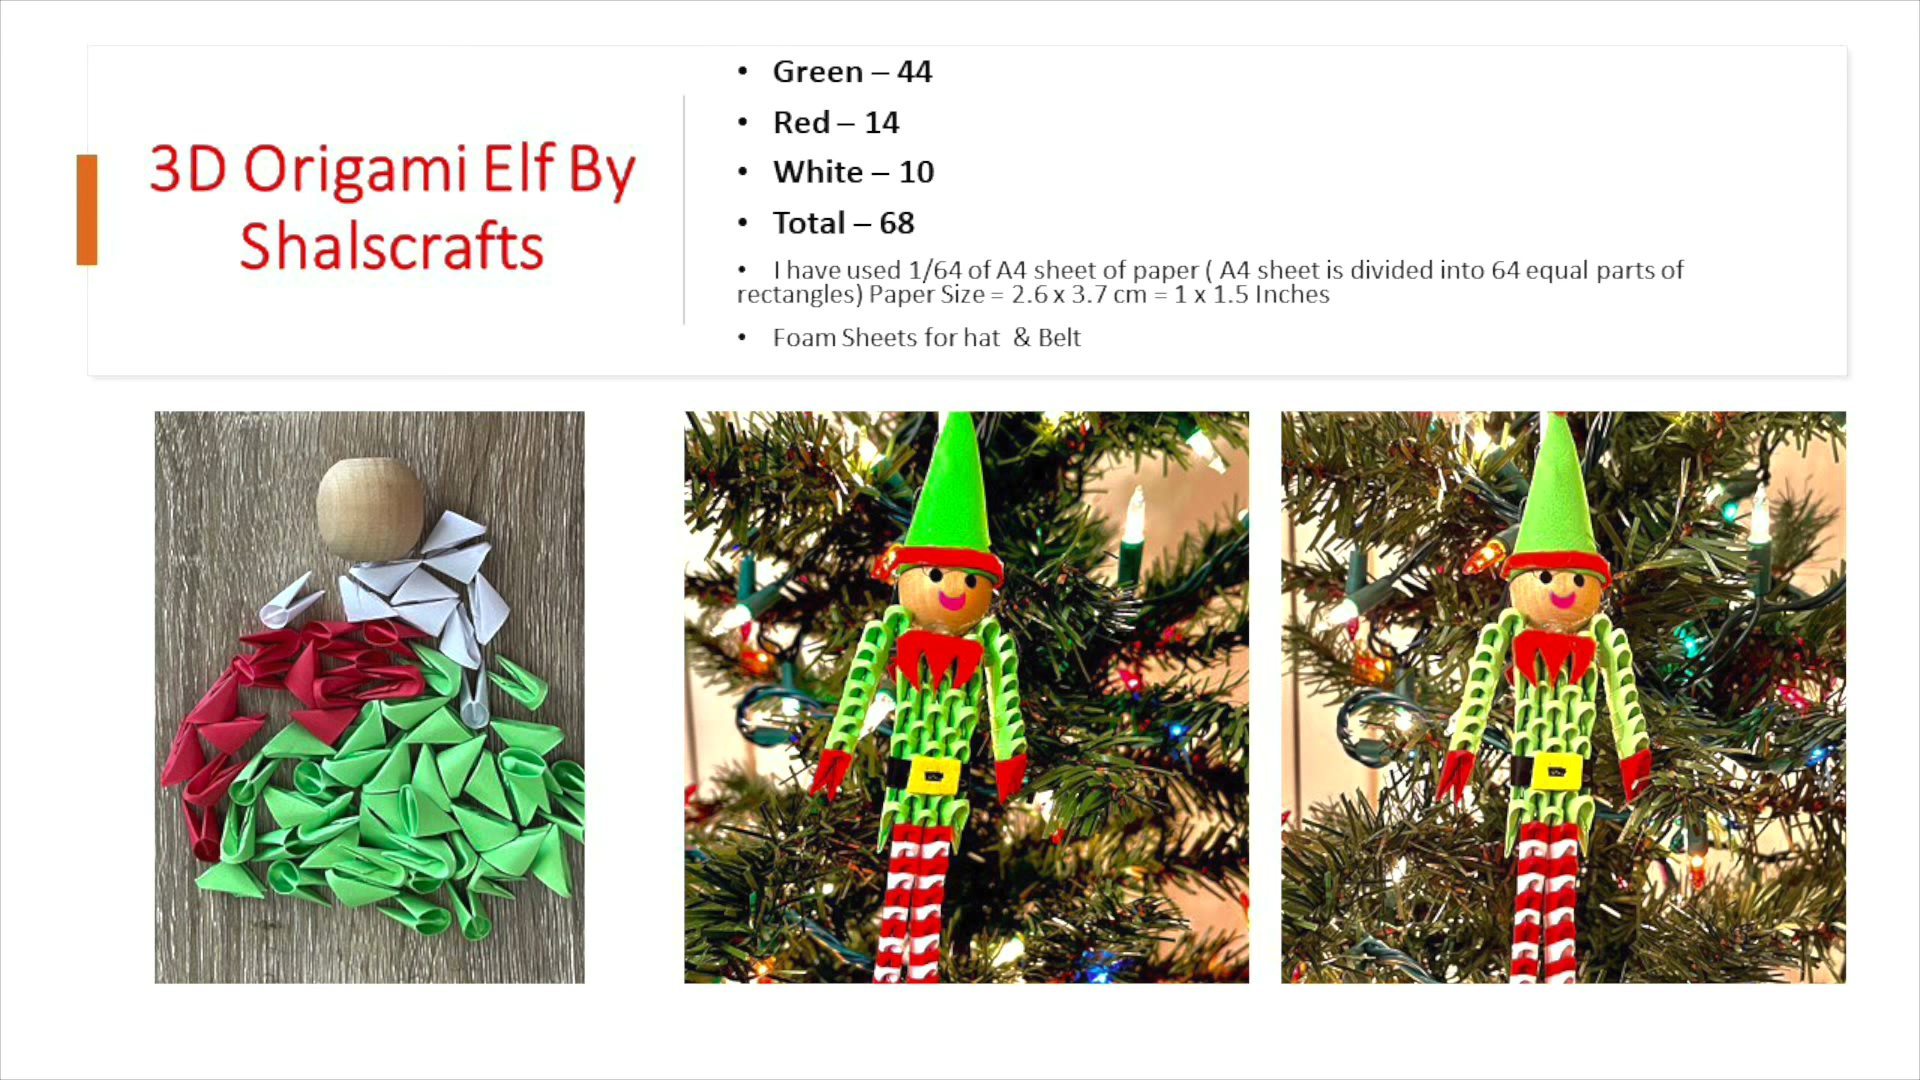 3D Origami Elf By
Shalscrafts
• Green – 44
• Red – 14
• White – 10
• Total – 68
• I have used 1/64 of A4 sheet of paper ( A4 sheet is divided into 64 equal parts of
rectangles) Paper Size = 2.6 x 3.7 cm = 1 x 1.5 Inches
• Foam Sheets for hat & Belt